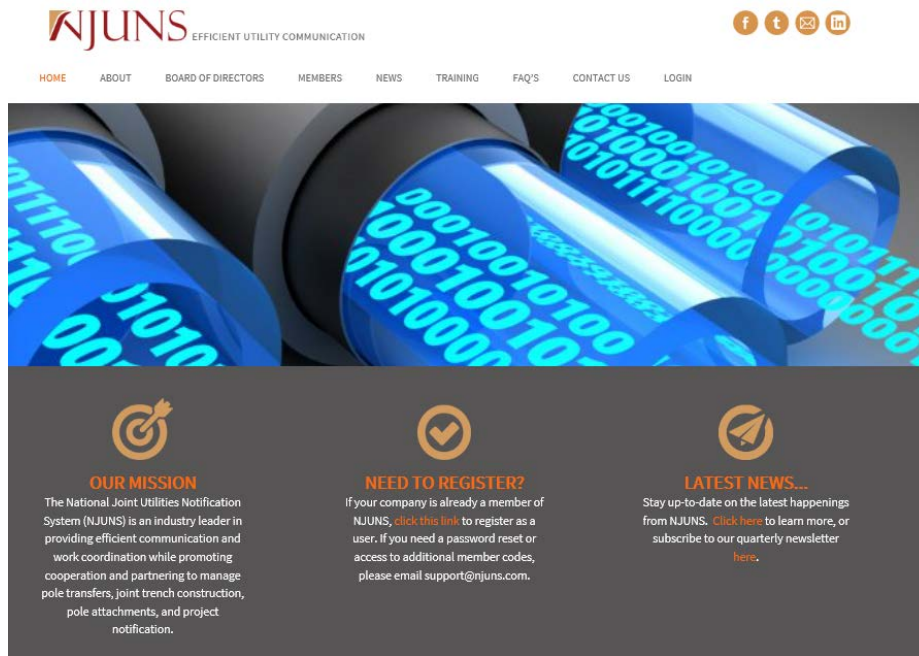 NJUNS EFFICIENT UTILITY COMMUNICATION
HOME ABOUT BOARD OF DIRECTORS MEMBERS NEWS TRAINING FAQ'S CONTACT US LOGIN
OUR MISSION
The National Joint Utilities Notification
System (NJUNS) is an industry leader in
providing efficient communication and
work coordination while promoting
cooperation and partnering to manage
pole transfers, joint trench construction,
pole attachments, and project
notification.
NEED TO REGISTER?
If your company is already a member of
NJUNS, click this link to register as a
user. If you need a password reset or
access to additional member codes,
please email support@njuns.com.
LATEST NEWS...
Stay up-to-date on the latest happenings
from NJUNS. Click here to learn more, or
subscribe to our quarterly newsletter
here.